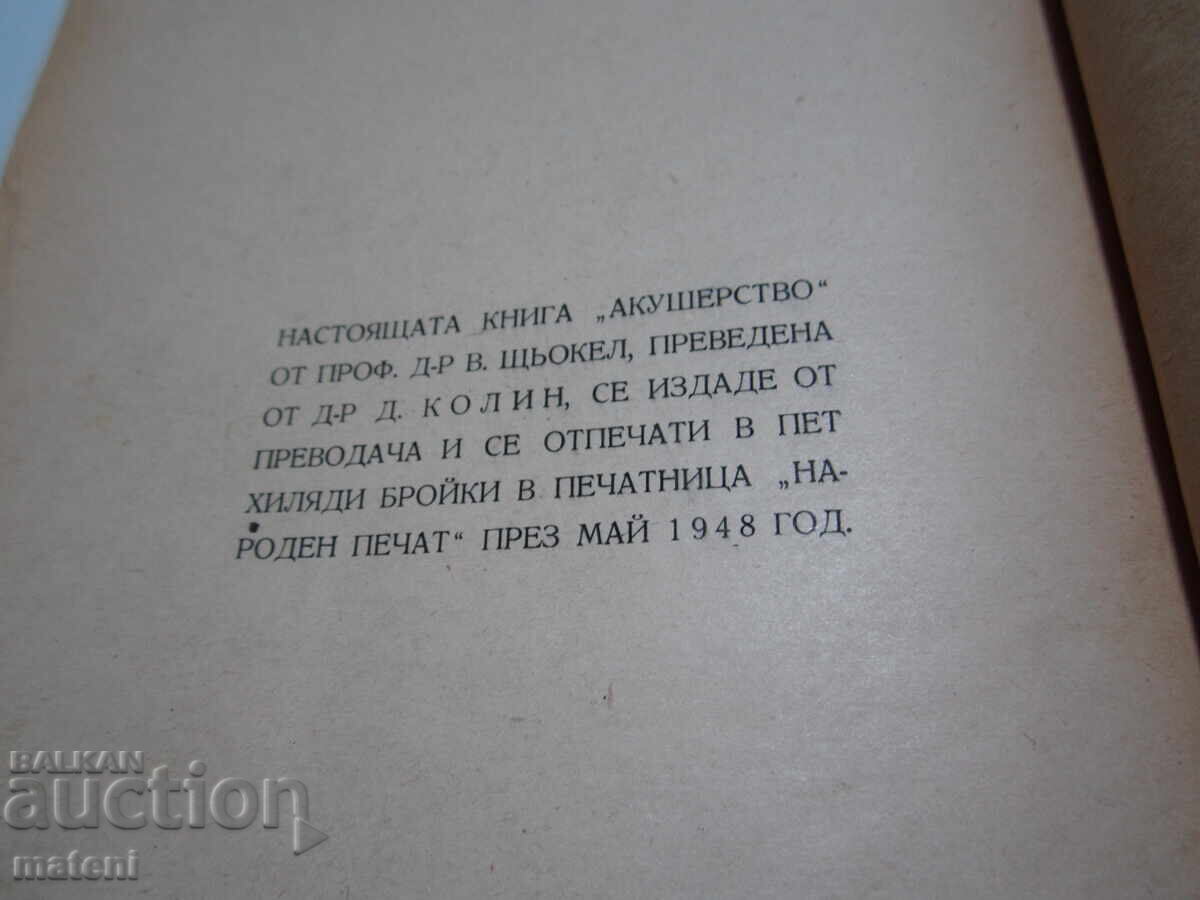 НАСТОЯЩАТА КНИГА „АКУШЕРСТВО“
ОТ ПРОФ. Д-Р В. ЩЬОКЕЛ, ПРЕВЕДЕНА
ОТ Д-Р Д. КОЛИН, СЕ ИЗДАДЕ ОТ
ПРЕВОДАЧА И СЕ ОТПЕЧАТИ В ПЕТ
ХИЛЯДИ БРОЙКИ В ПЕЧАТНИЦА „НА-
РОДЕН ПЕЧАТ“ ПРЕЗ МАЙ 1948 ГОД.
BALKAN
auction
mateni